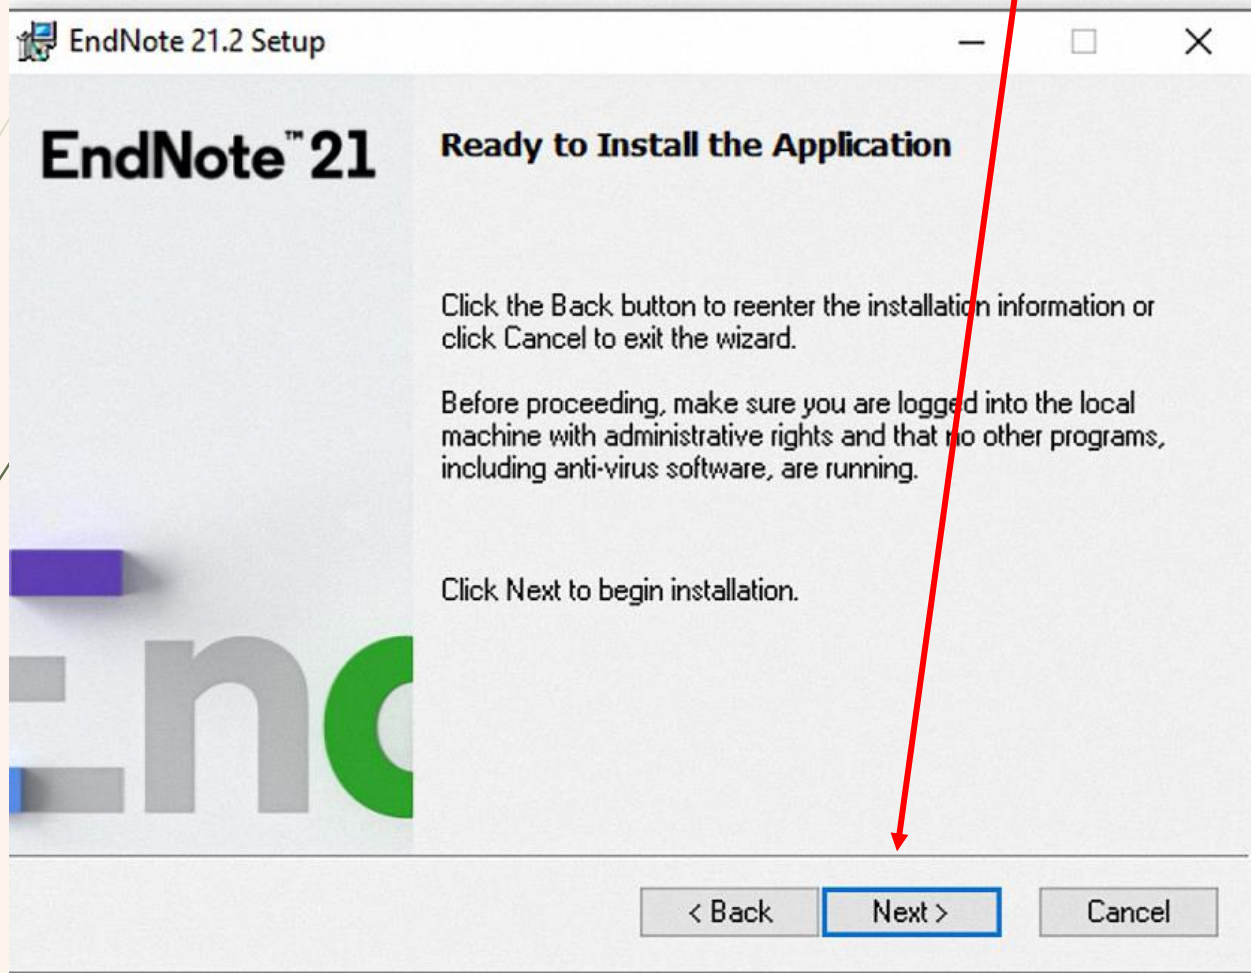 EndNote 21.2 Setup
EndNote™21
Ready to Install the Application
Click the Back button to reenter the installation information or
click Cancel to exit the wizard.
Before proceeding, make sure you are logged into the local
machine with administrative rights and that no other programs,
including anti-virus software, are running.
Click Next to begin installation.
Enc
< Back Next > Cancel